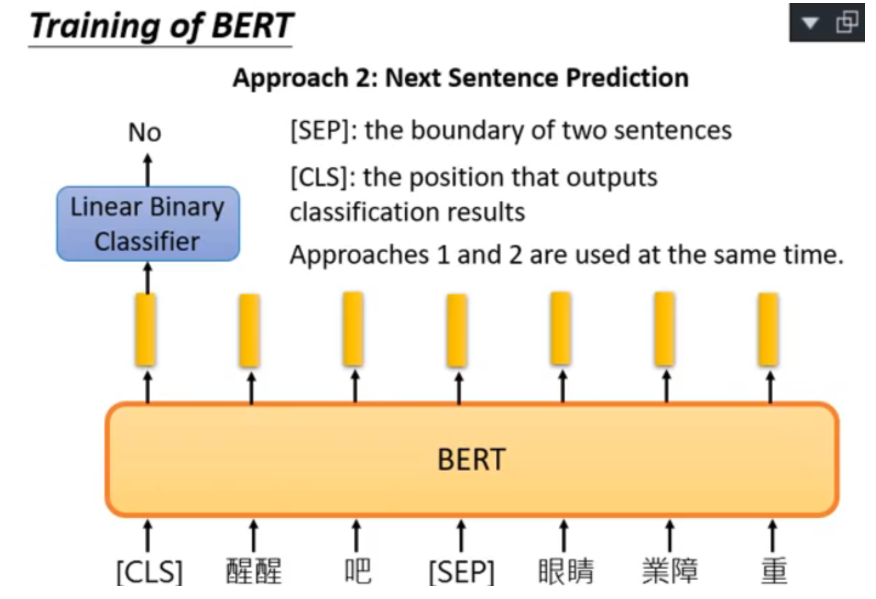 Training of BERT
Approach 2: Next Sentence Prediction
No
[SEP]: the boundary of two sentences
[CLS]: the position that outputs
classification results
Approaches 1 and 2 are used at the same time.
Linear Binary
Classifier
BERT
[CLS] 醒醒 吧 [SEP] 眼睛 業障 重